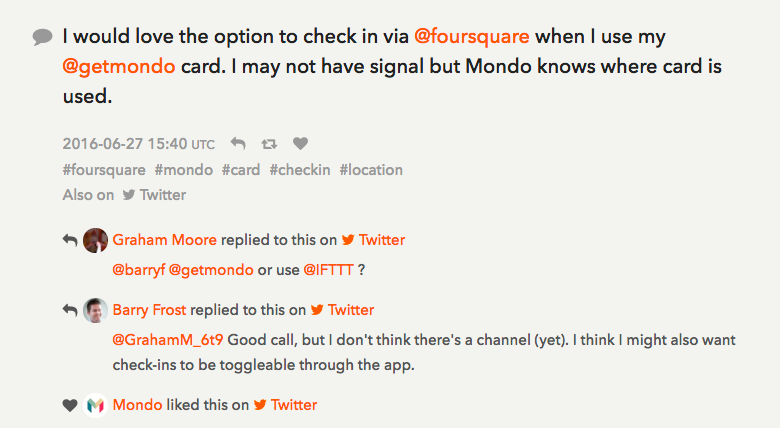 I would love the option to check in via @foursquare when I use my
@getmondo card. I may not have signal but Mondo knows where card is
used.
2016-06-27 15:40 UTC
#foursquare #mondo #card #checkin #location
Also on Twitter
Graham Moore replied to this on Twitter
@barryf @getmondo or use @IFTTT ?
Barry Frost replied to this on Twitter
@GrahamM_6t9 Good call, but I don't think there's a channel (yet). I think I might also want
check-ins to be toggleable through the app.
Mondo liked this on Twitter